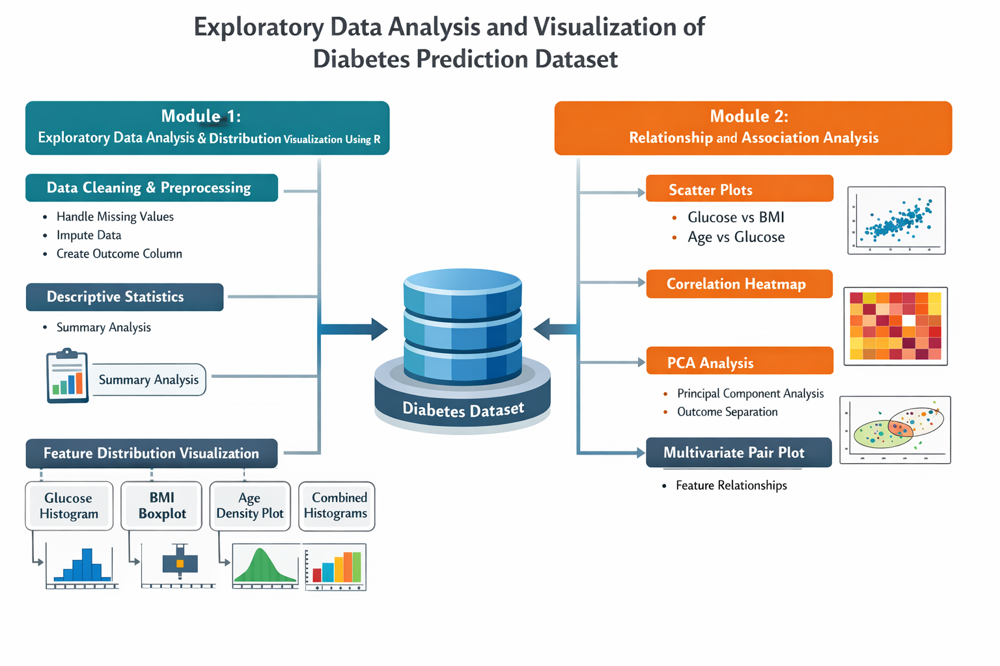 Exploratory Data Analysis and Visualization of
Diabetes Prediction Dataset
Module 1:
Exploratory Data Analysis & Distribution Visualization Using R
Data Cleaning & Preprocessing
• Handle Missing Values
• Impute Data
• Create Outcome Column
Descriptive Statistics
• Summary Analysis
Summary Analysis
Feature Distribution Visualization
Glucose
Histogram
BMI
Boxplot
Age
Density Plot
Combined
Histograms
Diabetes Dataset
Module 2:
Relationship and Association Analysis
Scatter Plots
• Glucose vs BMI
• Age vs Glucose
Correlation Heatmap
PCA Analysis
• Principal Component Analysis
• Outcome Separation
Multivariate Pair Plot
• Feature Relationships